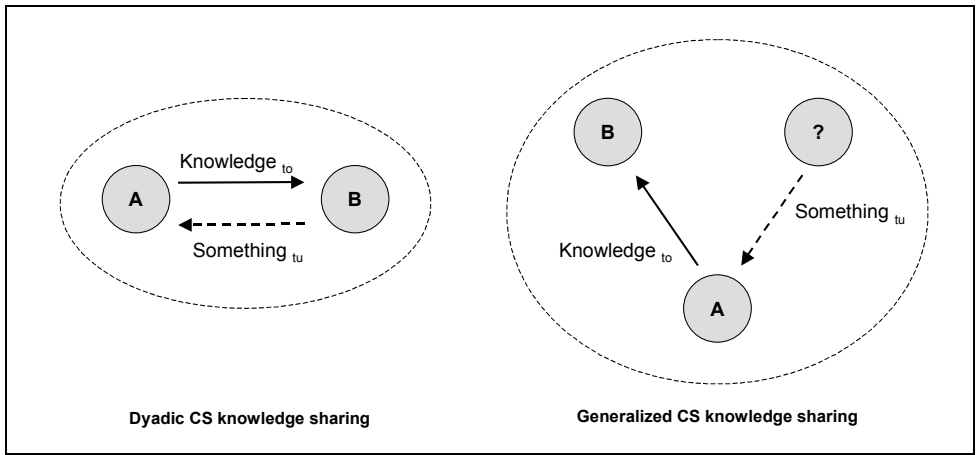 Knowledge to
A
B
Something tu
Dyadic CS knowledge sharing
B
?
Something tu
Knowledge to
A
Generalized CS knowledge sharing